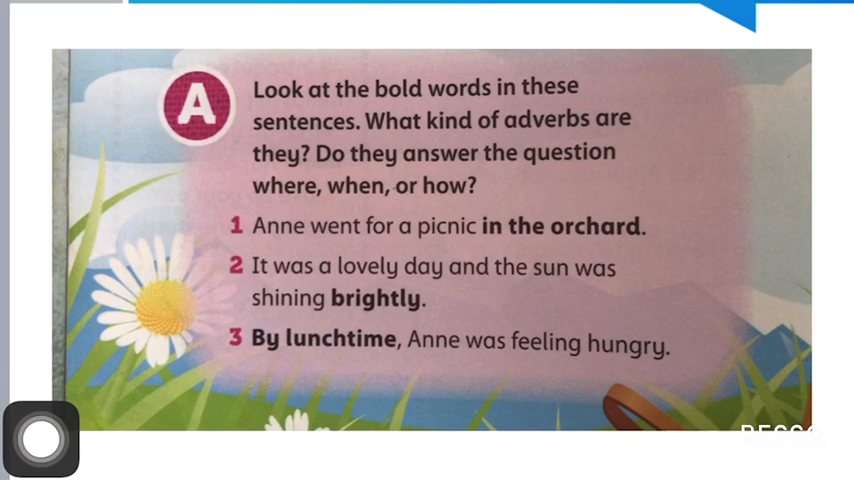 A
Look at the bold words in these
sentences. What kind of adverbs are
they? Do they answer the question
where, when, or how?
1 Anne went for a picnic in the orchard.
2 It was a lovely day and the sun was
shining brightly.
3 By lunchtime, Anne was feeling hungry.